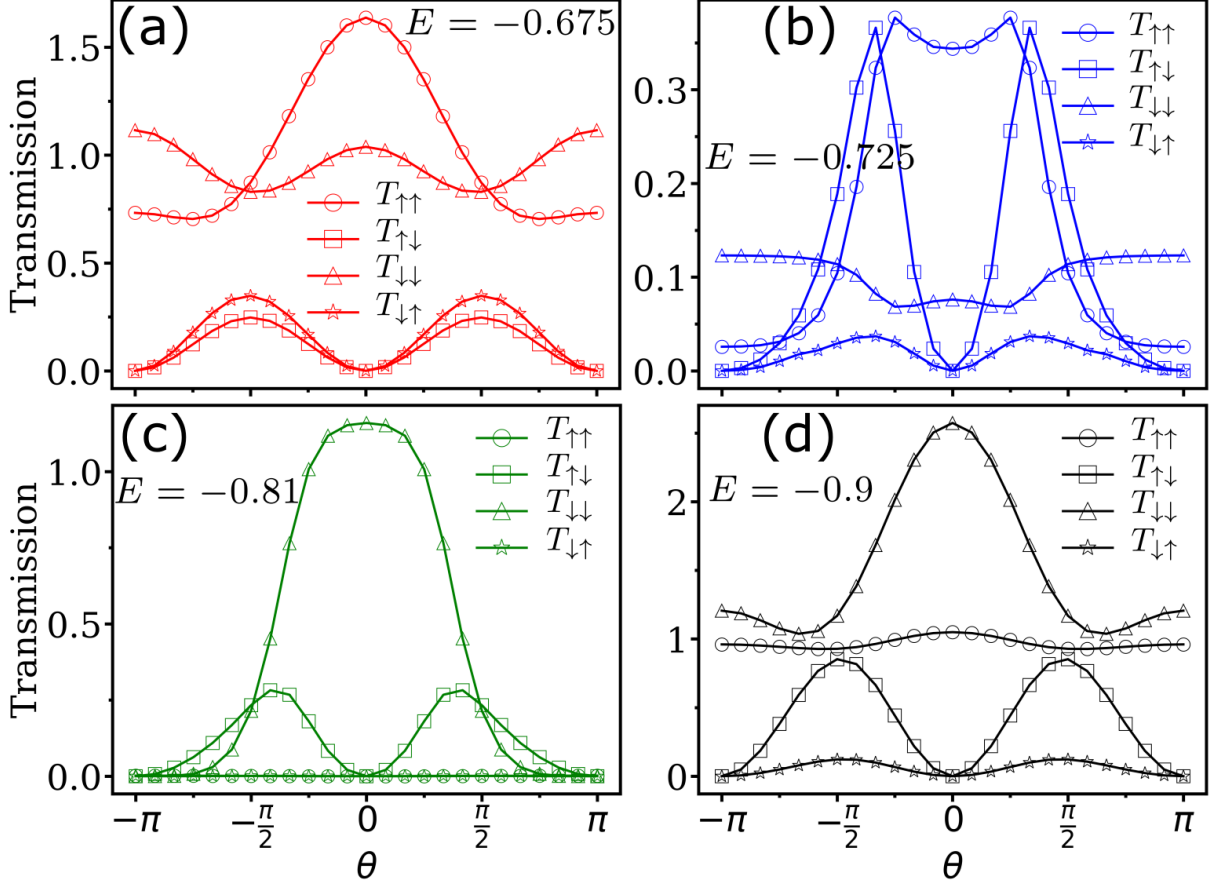 (a)
E = −0.675
Transmission
1.5
1.0
0.5
0.0
T↑↑
T↑↓
T↓↓
T↓↑
(b)
E = −0.725
0.3
0.2
0.1
0.0
T↑↑
T↑↓
T↓↓
T↓↑
(c)
E = −0.81
Transmission
1.0
0.5
0.0
T↑↑
T↑↓
T↓↓
T↓↑
−π
−π/2
0
π/2
π
θ
(d)
E = −0.9
2
1
0
T↑↑
T↑↓
T↓↓
T↓↑
−π
−π/2
0
π/2
π
θ